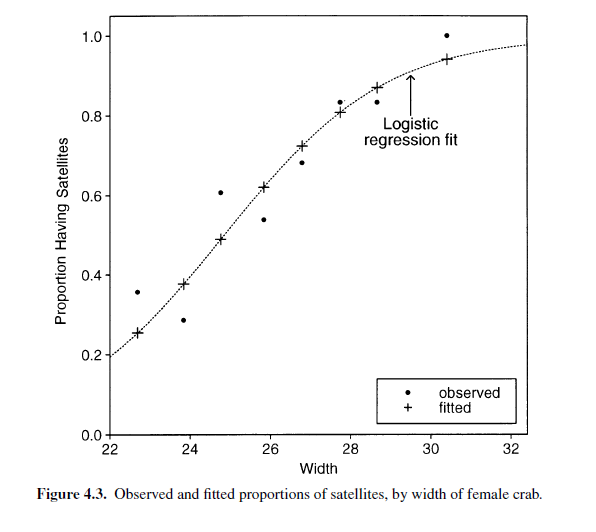 Proportion Having Satellites
1.0
0.8
0.6
0.4
0.2
0.0
Logistic
regression fit
observed
fitted
22
24
26
28
30
32
Width
Figure 4.3. Observed and fitted proportions of satellites, by width of female crab.